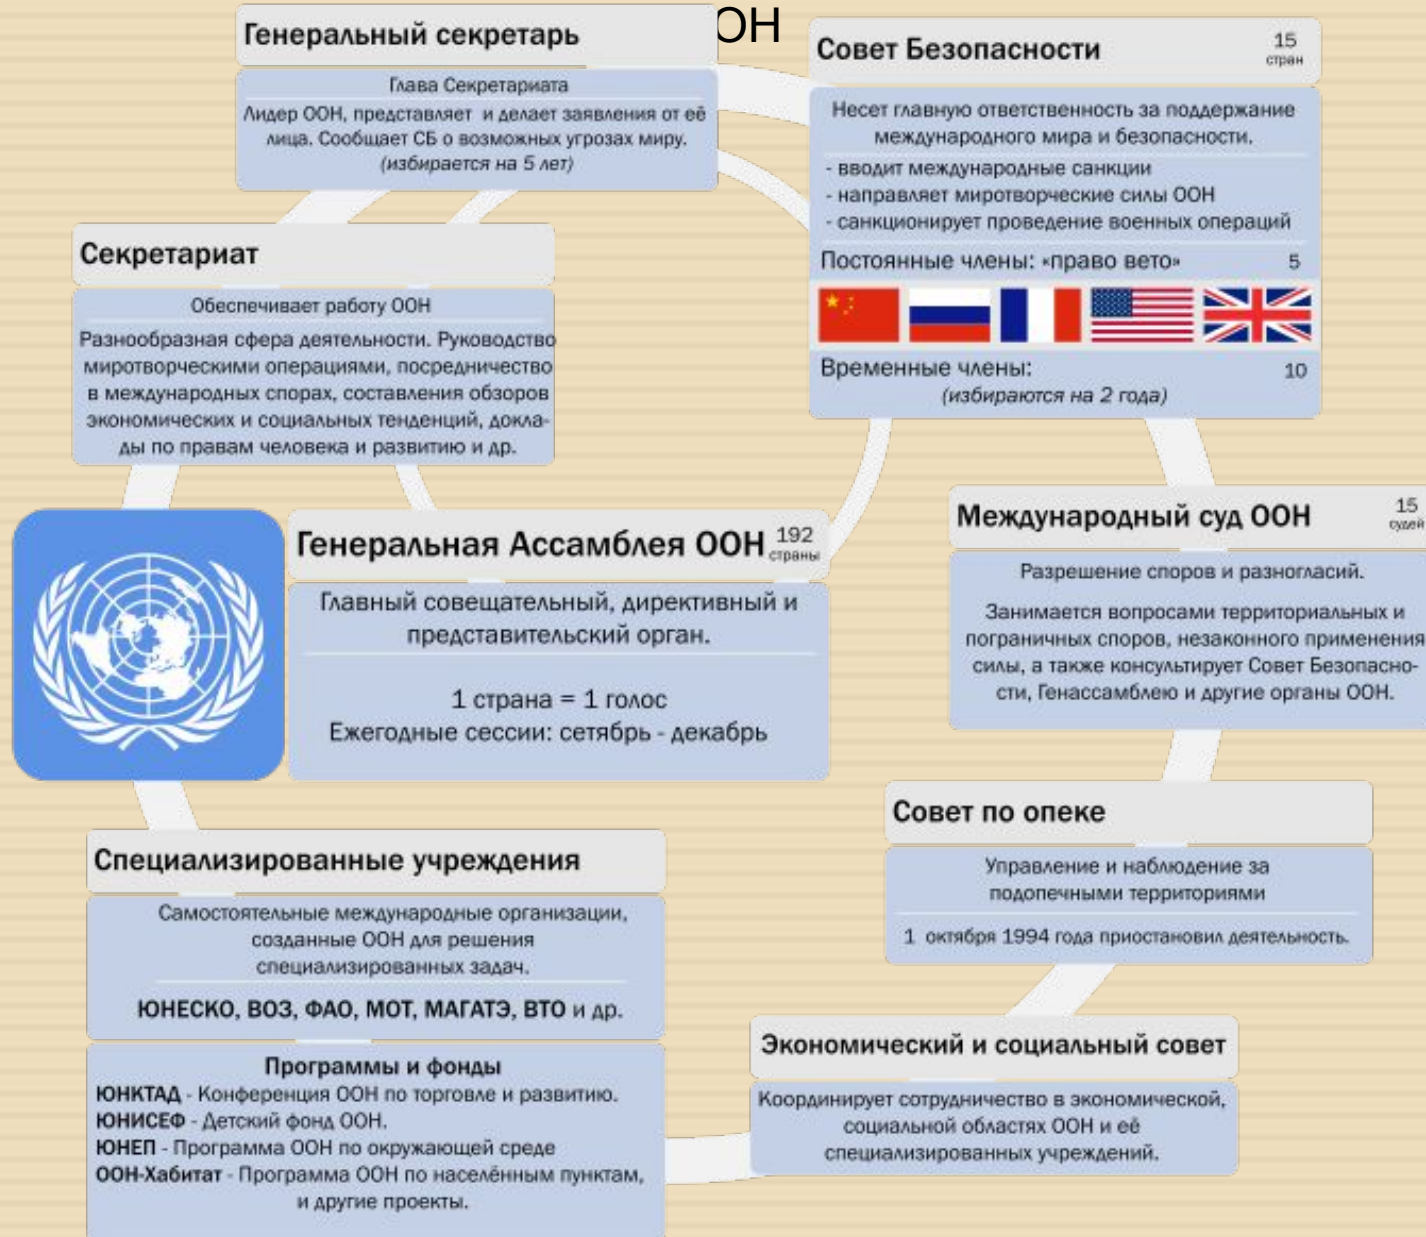 ОН
Генеральный секретарь
Глава Секретариата
Лидер ООН, представляет и делает заявления от её
лица. Сообщает СБ о возможных угрозах миру.
(избирается на 5 лет)
Совет Безопасности
15
стран
Несет главную ответственность за поддержание
международного мира и безопасности.
- вводит международные санкции
- направляет миротворческие силы ООН
- санкционирует проведение военных операций
Постоянные члены: «право вето» 5
Временные члены: 10
(избираются на 2 года)
Секретариат
Обеспечивает работу ООН
Разнообразная сфера деятельности. Руководство
миротворческими операциями, посредничество
в международных спорах, составления обзоров
экономических и социальных тенденций, докла-
ды по правам человека и развитию и др.
Генеральная Ассамблея ООН
192
страны
Главный совещательный, директивный и
представительский орган.
1 страна = 1 голос
Ежегодные сессии: сетябрь - декабрь
Международный суд ООН
15
судей
Разрешение споров и разногласий.
Занимается вопросами территориальных и
пограничных споров, незаконного применения
силы, а также консультирует Совет Безопасно-
сти, Генассамблею и другие органы ООН.
Совет по опеке
Управление и наблюдение за
подопечными территориями
1 октября 1994 года приостановил деятельность.
Специализированные учреждения
Самостоятельные международные организации,
созданные ООН для решения
специализированных задач.
ЮНЕСКО, ВОЗ, ФАО, МОТ, МАГАТЭ, ВТО и др.
Программы и фонды
ЮНКТАД - Конференция ООН по торговле и развитию.
ЮНИСЕФ - Детский фонд ООН.
ЮНЕП - Программа ООН по окружающей среде
ООН-Хабитат - Программа ООН по населённым пунктам,
и другие проекты.
Экономический и социальный совет
Координирует сотрудничество в экономической,
социальной областях ООН и её
специализированных учреждений.